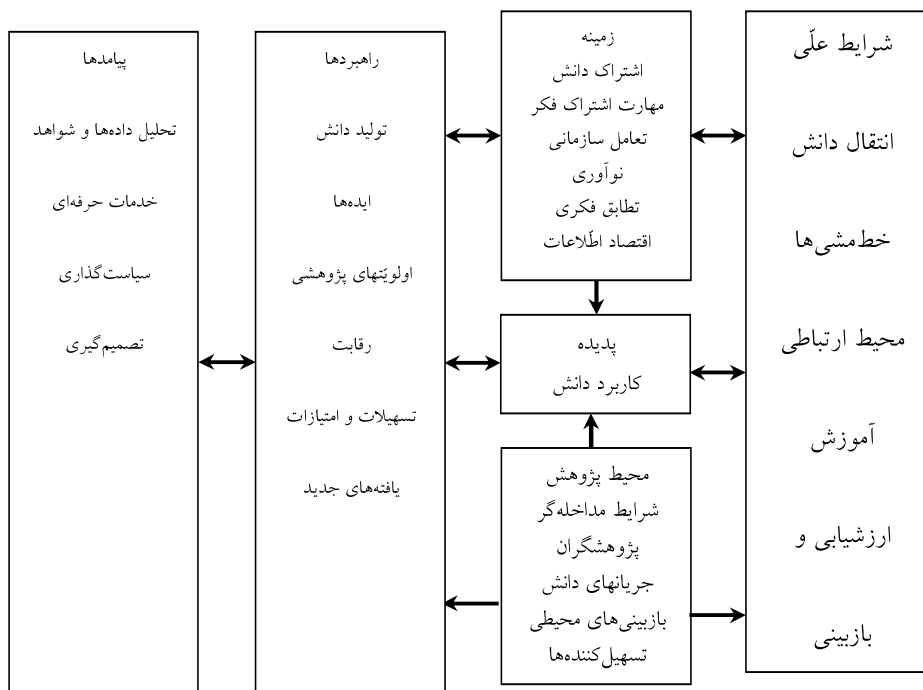 شرایط علّی
انتقال دانش
خط‌مشی‌ها
محیط ارتباطی
آموزش
ارزشیابی و
بازبینی
زمینه
اشتراک دانش
مهارت اشتراک فکر
تعامل سازمانی
نوآوری
تطابق فکری
اقتصاد اطّلاعات
پدیده
کاربرد دانش
محیط پژوهش
شرایط مداخله‌گر
پژوهشگران
جریانهای دانش
بازبینی‌های محیطی
تسهیل‌کننده‌ها
راهبردها
تولید دانش
ایده‌ها
اولویّتهای پژوهشی
رقابت
تسهیلات و امتیازات
یافته‌های جدید
پیامدها
تحلیل داده‌ها و شواهد
خدمات حرفه‌ای
سیاست‌گذاری
تصمیم‌گیری